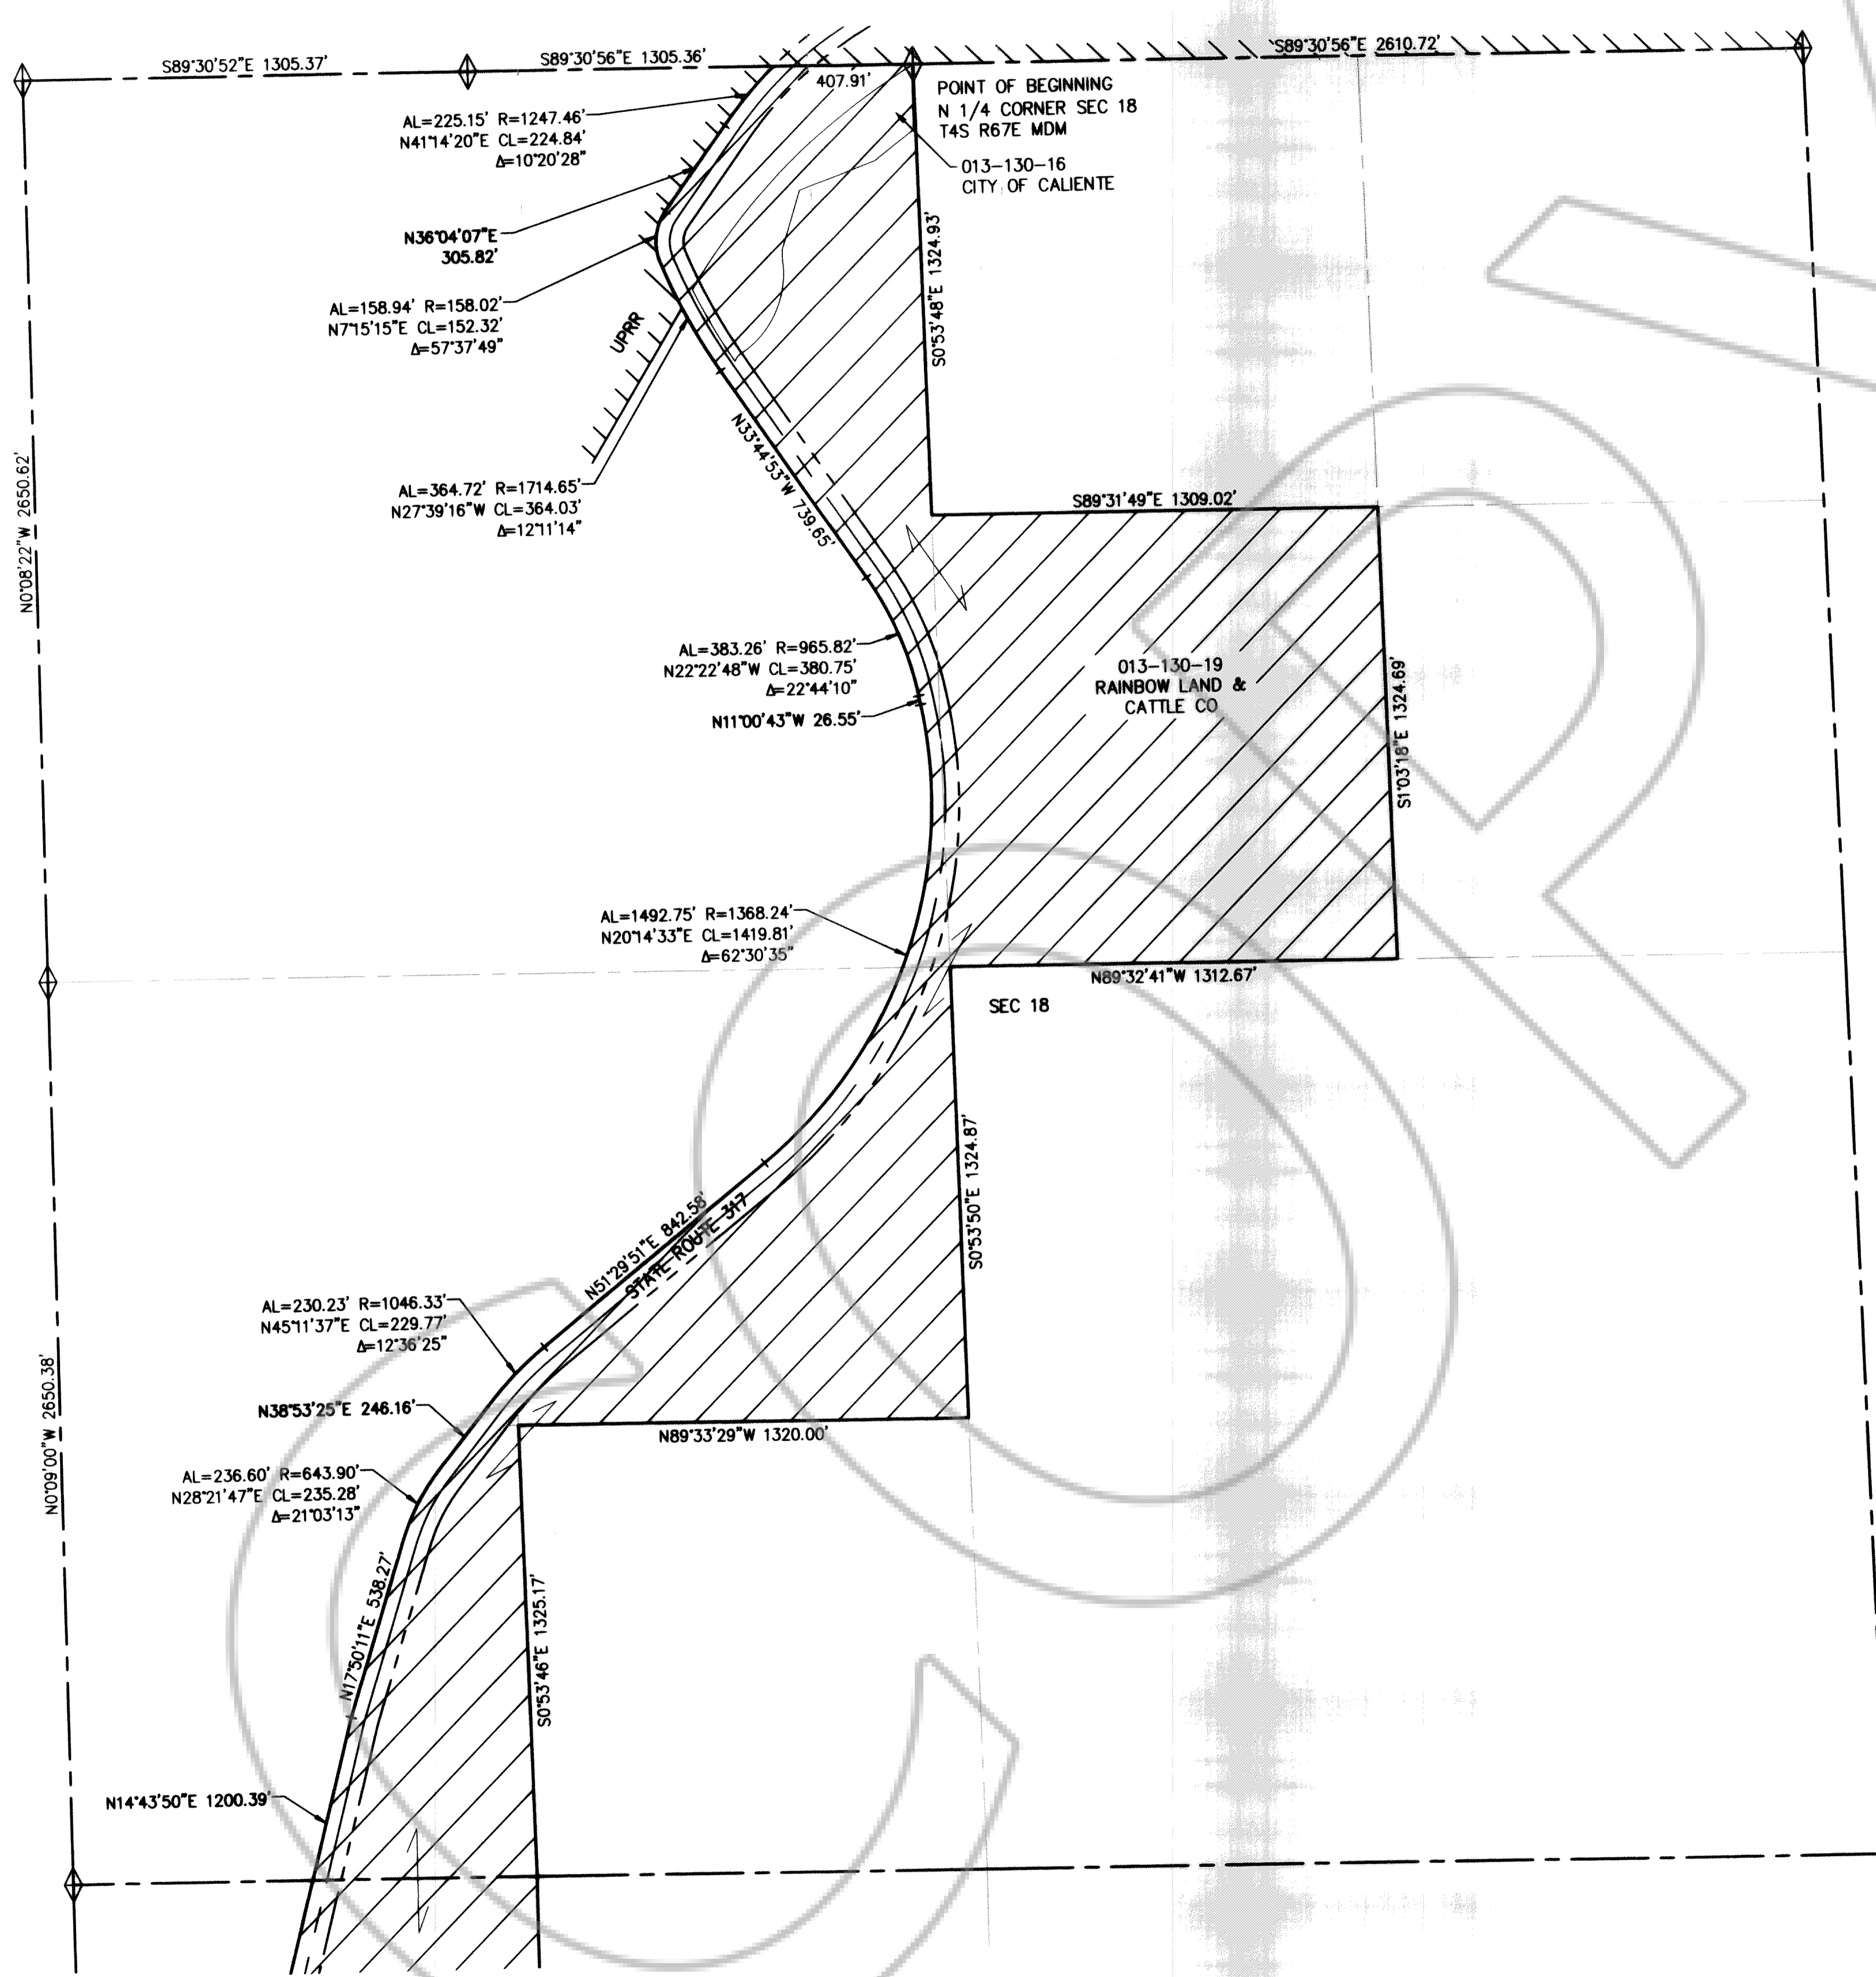 S89°30'52"E 1305.37'
S89°30'56"E 1305.36'
S89°30'56"E 2610.72'
407.91'
POINT OF BEGINNING
N 1/4 CORNER SEC 18
T4S R67E MDM
AL=225.15' R=1247.46'
N41°14'20"E CL=224.84'
Δ=10°20'28"
013-130-16
CITY OF CALIENTE
N36°04'07"E
305.82'
S0°53'48"E 1324.93'
AL=158.94' R=158.02'
N7°15'15"E CL=152.32'
Δ=57°37'49"
UPRR
N0°08'22"W 2650.62'
N33°44'53"W 739.65'
AL=364.72' R=1714.65'
N27°39'16"W CL=364.03'
Δ=12°11'14"
S89°31'49"E 1309.02'
AL=383.26' R=965.82'
N22°22'48"W CL=380.75'
Δ=22°44'10"
N11°00'43"W 26.55'
013-130-19
RAINBOW LAND &
CATTLE CO
S1°03'18"E 1324.69'
AL=1492.75' R=1368.24'
N20°14'33"E CL=1419.81'
Δ=62°30'35"
N89°32'41"W 1312.67'
SEC 18
S0°53'50"E 1324.87'
N51°29'51"E 842.58'
STATE ROUTE 317
AL=230.23' R=1046.33'
N45°11'37"E CL=229.77'
Δ=12°36'25"
N38°53'25"E 246.16'
N89°33'29"W 1320.00'
N0°09'00"W 2650.38'
AL=236.60' R=643.90'
N28°21'47"E CL=235.28'
Δ=21°03'13"
N17°50'11"E 538.27'
S0°53'46"E 1325.17'
N14°43'50"E 1200.39'